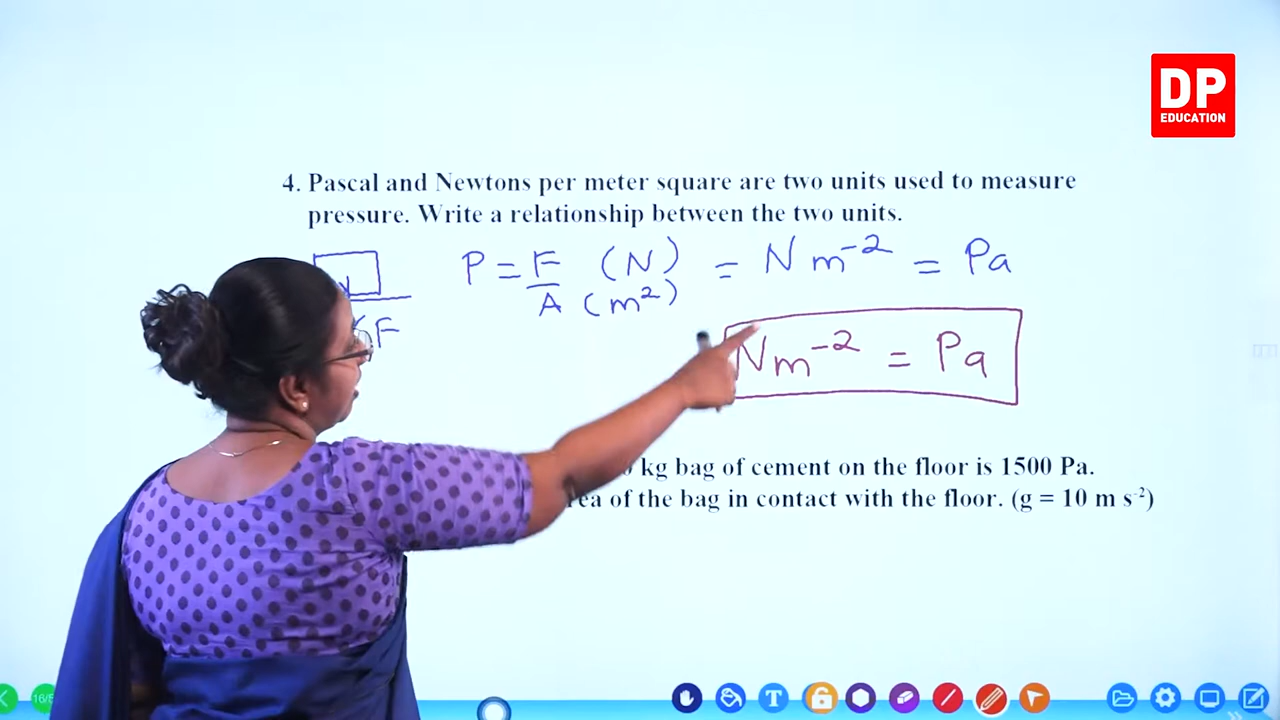 DP
EDUCATION
4. Pascal and Newtons per meter square are two units used to measure
pressure. Write a relationship between the two units.
P = F/A (N) (m²) = N m⁻² = Pa
F
Nm⁻² = Pa
kg bag of cement on the floor is 1500 Pa.
of the bag in contact with the floor. (g = 10 m s⁻²)